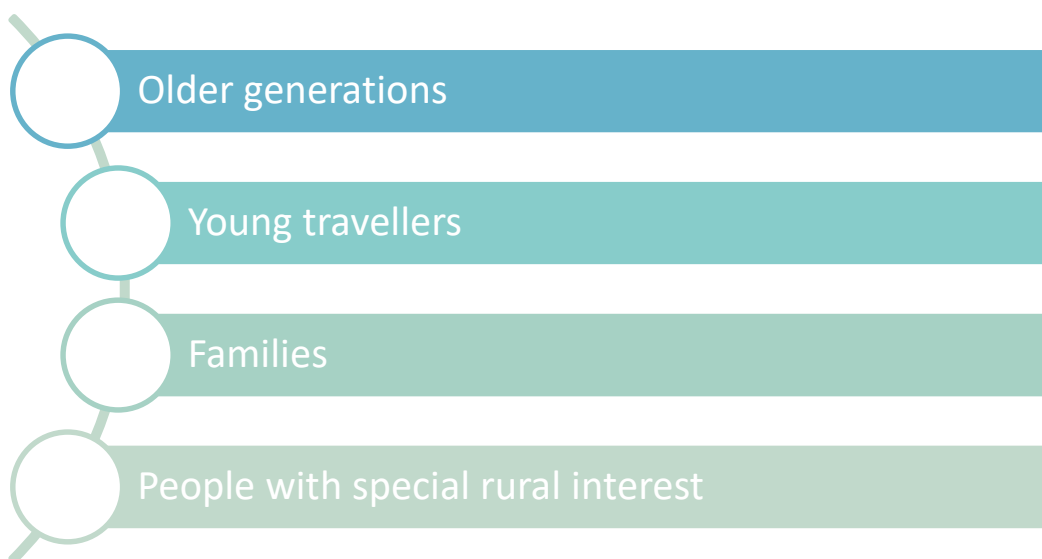 Older generations
Young travellers
Families
People with special rural interest